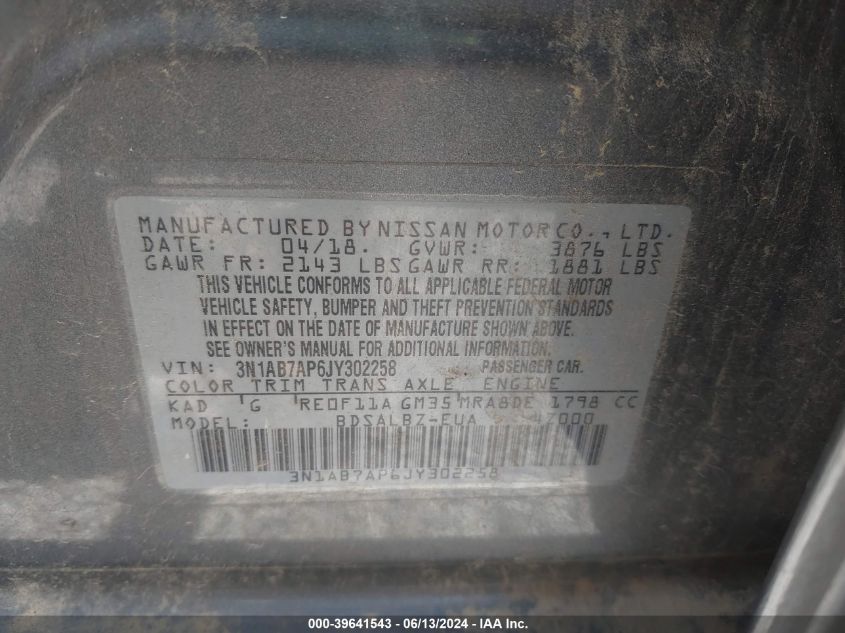 MANUFACTURED BY NISSAN MOTOR CO., LTD.
DATE: 04/18. GVWR: 3876 LBS
GAWR FR: 2143 LBS GAWR RR: 1881 LBS
THIS VEHICLE CONFORMS TO ALL APPLICABLE FEDERAL MOTOR
VEHICLE SAFETY, BUMPER AND THEFT PREVENTION STANDARDS
IN EFFECT ON THE DATE OF MANUFACTURE SHOWN ABOVE.
SEE OWNER'S MANUAL FOR ADDITIONAL INFORMATION.
VIN: 3N1AB7AP6JY302258 PASSENGER CAR.
COLOR TRIM TRANS AXLE ENGINE
KAD G RE0F11A GM35 MRA8DE 1798 CC
MODEL: BDSALBZ-EUA 47000
3N1AB7AP6JY302258
000-39641543 - 06/13/2024 - IAA Inc.